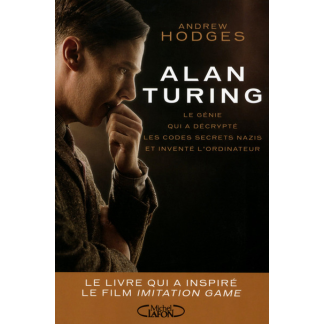 ANDREW
HODGES
ALAN
TURING
LE GÉNIE
QUI A DÉCRYPTÉ
LES CODES SECRETS NAZIS
ET INVENTÉ L'ORDINATEUR
LE LIVRE QUI A INSPIRÉ
LE FILM IMITATION GAME
Michel
LAFON